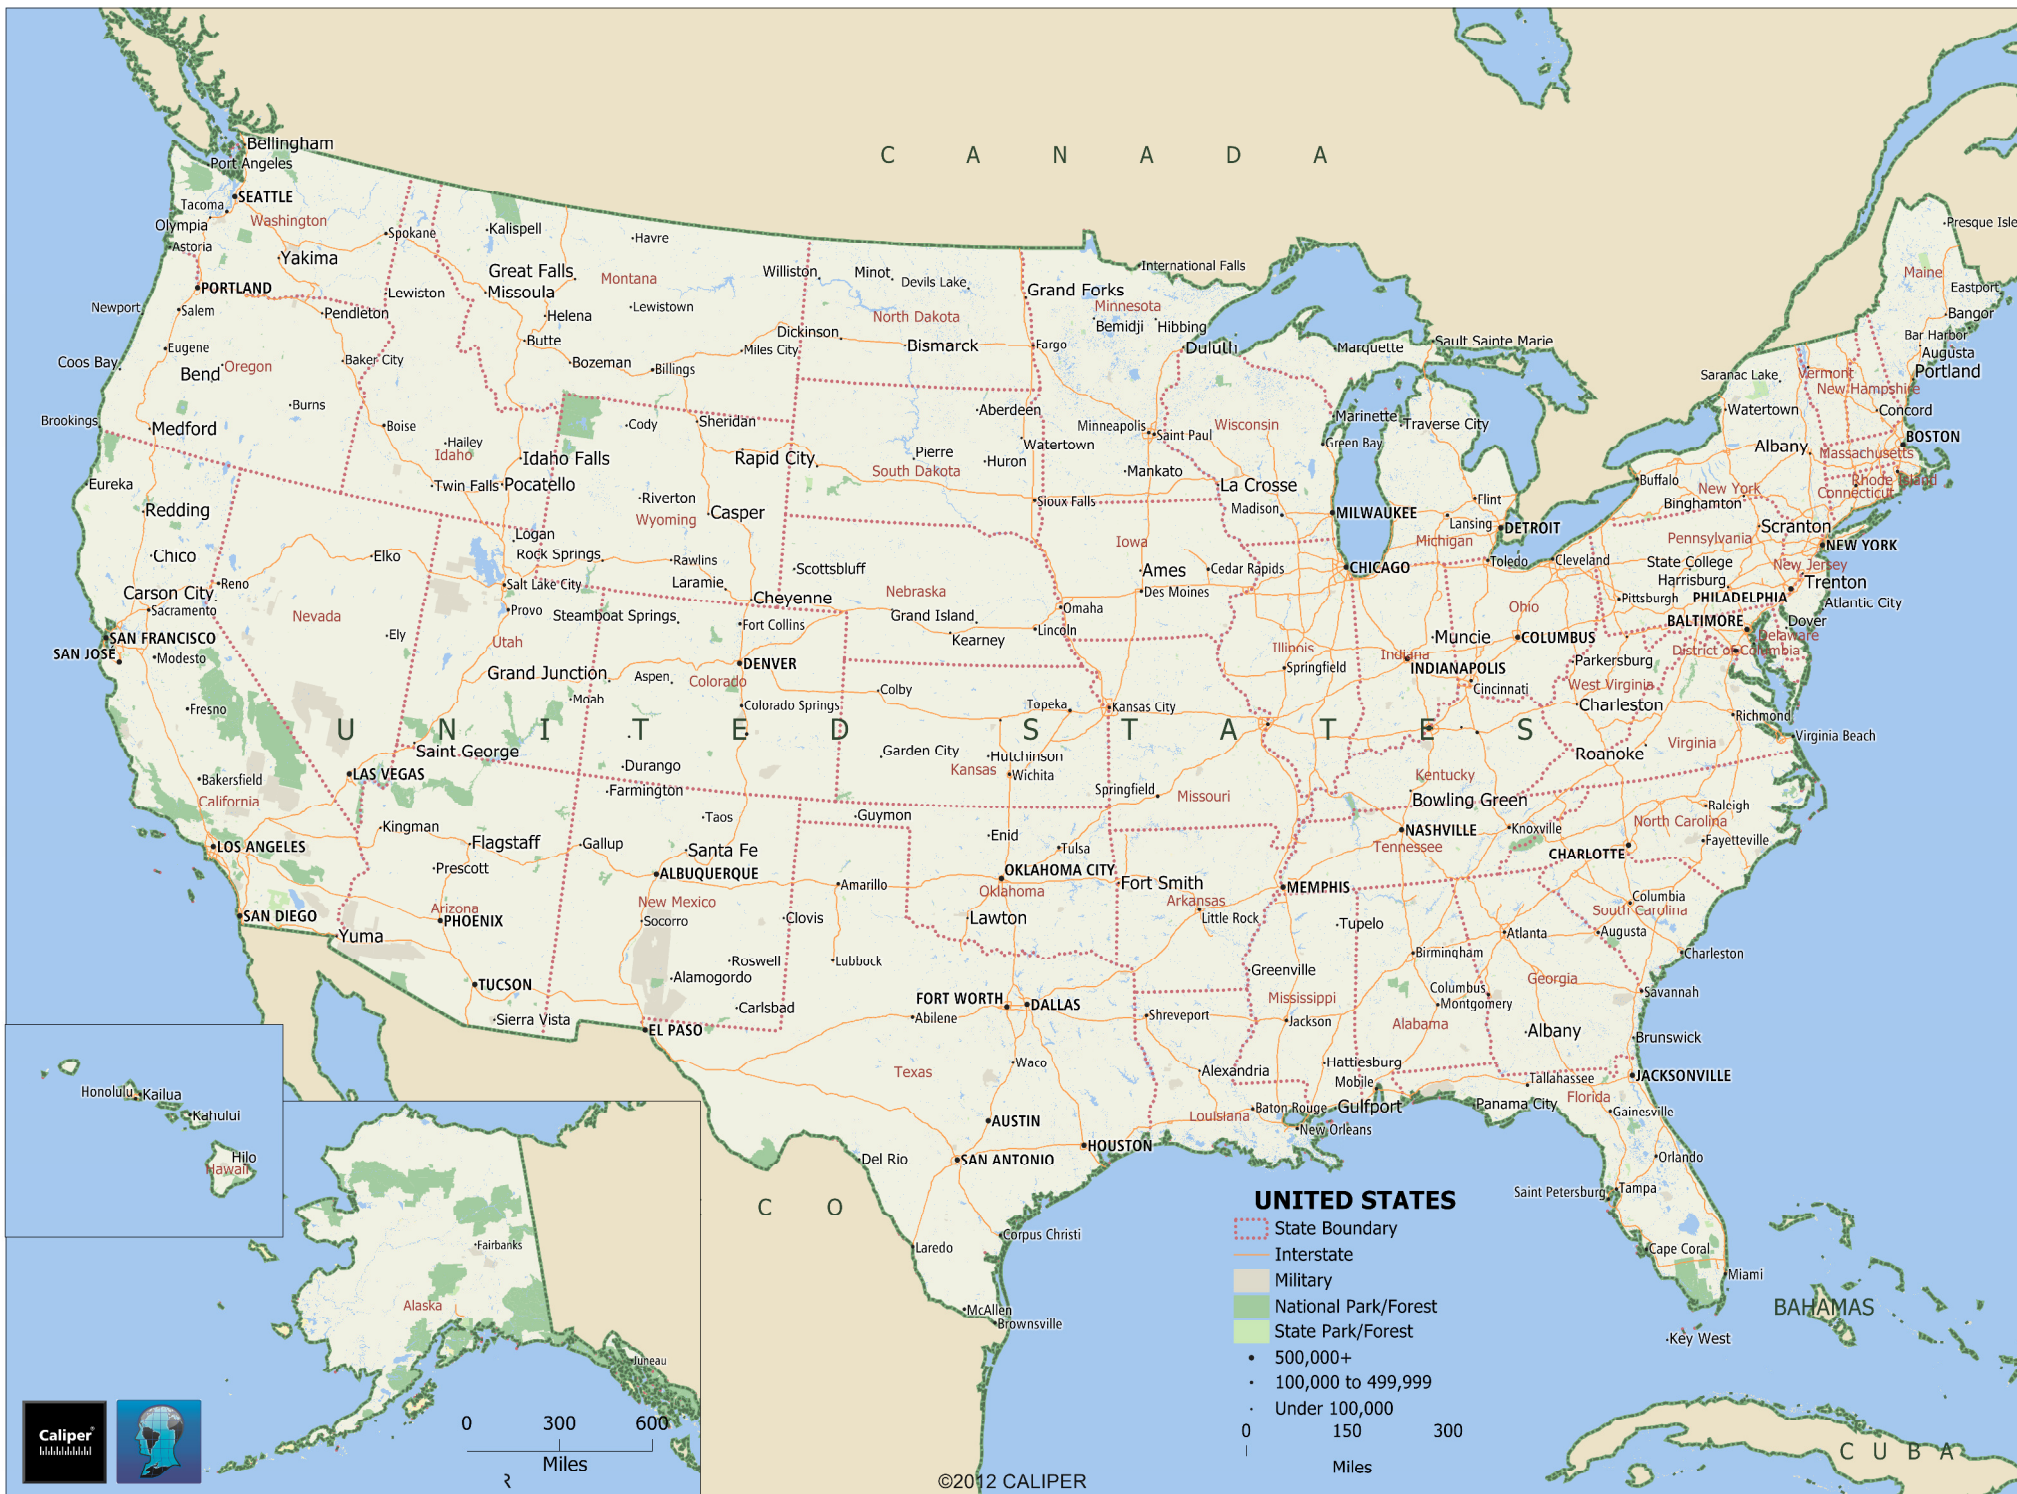 C A N A D A
Bellingham
Port Angeles
SEATTLE
Tacoma
Washington
Olympia
Astoria
Spokane
Yakima
Kalispell
Havre
Great Falls
Montana
Missoula
Lewiston
Lewistown
Williston
Minot
Devils Lake
International Falls
Presque Isle
Maine
Eastport
PORTLAND
Newport
Salem
Pendleton
Helena
Butte
Dickinson
North Dakota
Bismarck
Grand Forks
Minnesota
Bemidji
Hibbing
Fargo
Marquette
Sault Sainte Marie
Bangor
Bar Harbor
Augusta
Portland
Eugene
Coos Bay
Bend
Oregon
Baker City
Bozeman
Billings
Miles City
Saranac Lake
Vermont
New Hampshire
Concord
Burns
Brookings
Medford
Boise
Hailey
Idaho
Idaho Falls
Cody
Sheridan
Aberdeen
Watertown
Minneapolis
Saint Paul
Wisconsin
Marinette
Green Bay
Traverse City
Watertown
Albany
BOSTON
Massachusetts
Rhode Island
Connecticut
Eureka
Redding
Twin Falls
Pocatello
Riverton
Wyoming
Casper
Rapid City
Pierre
South Dakota
Huron
Mankato
Sioux Falls
La Crosse
Madison
MILWAUKEE
Flint
Lansing
DETROIT
Michigan
Buffalo
New York
Binghamton
Scranton
Chico
Elko
Logan
Rock Springs
Rawlins
Laramie
Scottsbluff
Cheyenne
Nebraska
Grand Island
Kearney
Iowa
Ames
Cedar Rapids
Des Moines
Omaha
Lincoln
CHICAGO
Toledo
Cleveland
Pennsylvania
State College
Harrisburg
Pittsburgh
PHILADELPHIA
NEW YORK
New Jersey
Trenton
Atlantic City
Carson City
Reno
Sacramento
Nevada
Salt Lake City
Provo
Steamboat Springs
Fort Collins
Ohio
BALTIMORE
Dover
Delaware
District of Columbia
SAN FRANCISCO
SAN JOSE
Modesto
Ely
Utah
Grand Junction
Aspen
DENVER
Colorado
Colby
Illinois
Springfield
Indiana
INDIANAPOLIS
Muncie
COLUMBUS
Cincinnati
Parkersburg
West Virginia
Charleston
Fresno
Moab
Colorado Springs
Topeka
Kansas City
Richmond
Virginia Beach
U N I T E D S T A T E S
Saint George
LAS VEGAS
Durango
Farmington
Garden City
Hutchinson
Kansas
Wichita
Springfield
Missouri
Kentucky
Bowling Green
Roanoke
Virginia
Bakersfield
California
Kingman
Flagstaff
Gallup
Taos
Santa Fe
Guymon
Enid
Tulsa
NASHVILLE
Tennessee
Knoxville
Raleigh
North Carolina
Fayetteville
CHARLOTTE
LOS ANGELES
Prescott
ALBUQUERQUE
Amarillo
OKLAHOMA CITY
Oklahoma
Fort Smith
Arkansas
Little Rock
MEMPHIS
Columbia
South Carolina
SAN DIEGO
Arizona
PHOENIX
New Mexico
Socorro
Clovis
Lawton
Tupelo
Atlanta
Augusta
Yuma
Roswell
Lubbock
Alamogordo
Greenville
Birmingham
Charleston
TUCSON
Carlsbad
FORT WORTH
DALLAS
Abilene
Mississippi
Columbus
Montgomery
Georgia
Savannah
Sierra Vista
EL PASO
Shreveport
Jackson
Alabama
Albany
Brunswick
Texas
Waco
Alexandria
Hattiesburg
Mobile
Tallahassee
JACKSONVILLE
Honolulu
Kailua
Kahului
Hilo
Hawaii
AUSTIN
Louisiana
Baton Rouge
Gulfport
New Orleans
Panama City
Florida
Gainesville
Del Rio
SAN ANTONIO
HOUSTON
Orlando
C O
Saint Petersburg
Tampa
UNITED STATES
State Boundary
Interstate
Military
National Park/Forest
State Park/Forest
500,000+
100,000 to 499,999
Under 100,000
0 150 300
Miles
Fairbanks
Laredo
Corpus Christi
Cape Coral
Miami
Alaska
McAllen
Brownsville
BAHAMAS
Key West
Juneau
Caliper
0 300 600
Miles
R
©2012 CALIPER
C U B A